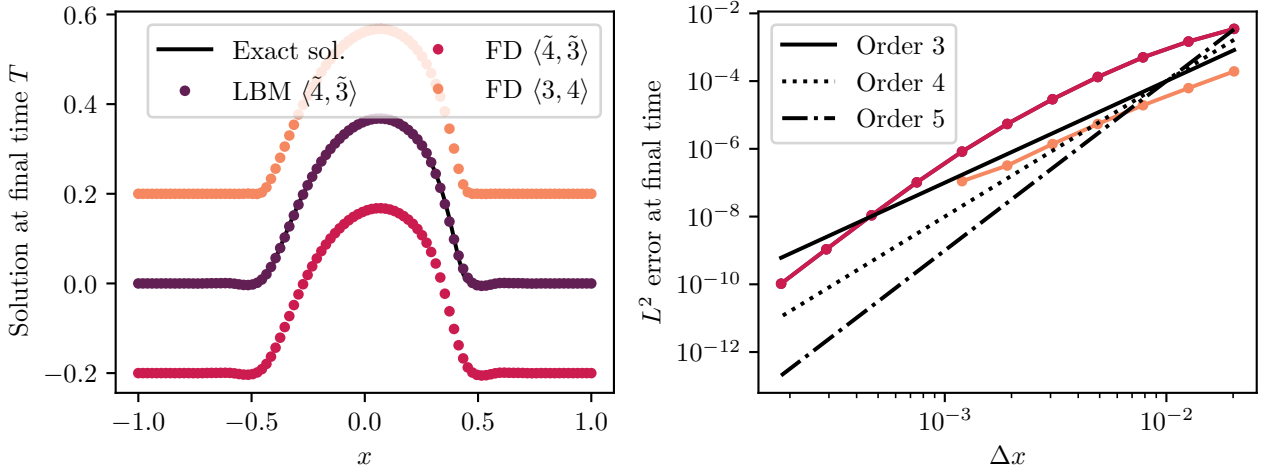 0.6
0.4
0.2
0.0
−0.2
Solution at final time T
Exact sol.
LBM ⟨4̃, 3̃⟩
FD ⟨4̃, 3̃⟩
FD ⟨3, 4⟩
−1.0 −0.5 0.0 0.5 1.0
x
10⁻²
10⁻⁴
10⁻⁶
10⁻⁸
10⁻¹⁰
10⁻¹²
L² error at final time
Order 3
Order 4
Order 5
10⁻³ 10⁻²
Δx